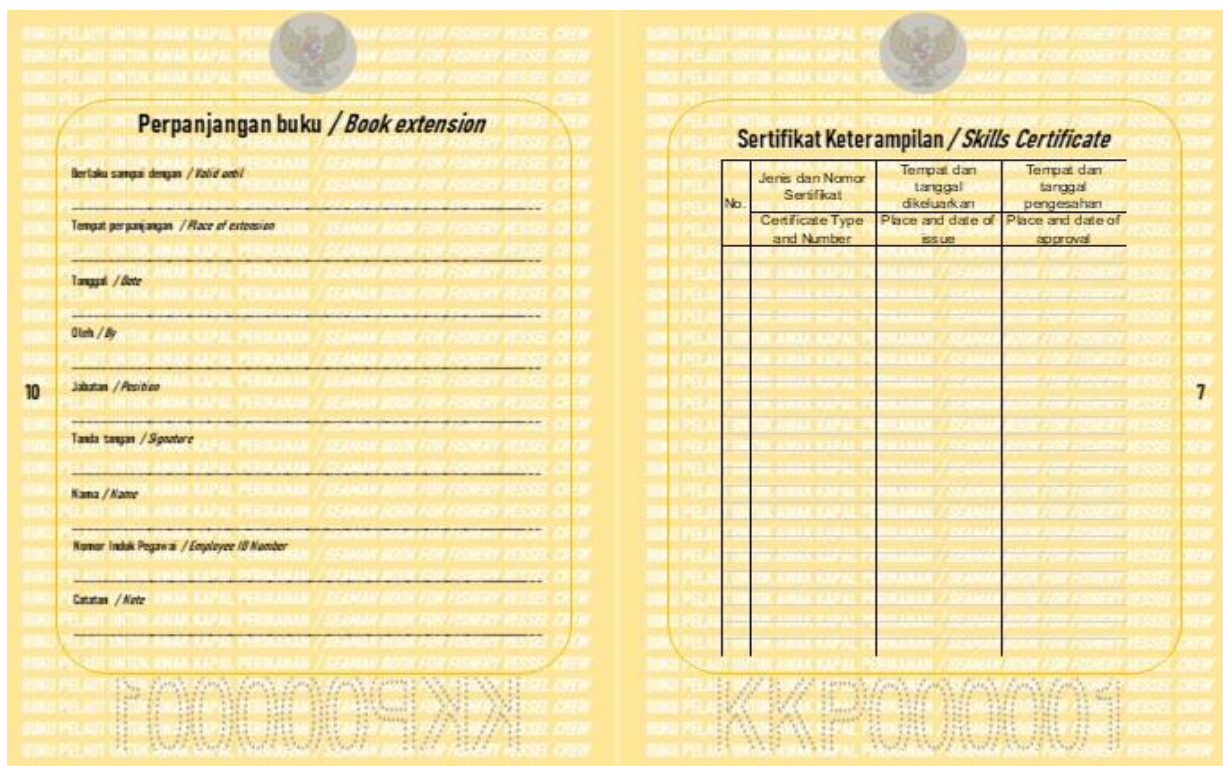 Perpanjangan buku / Book extension
Berlaku sampai dengan / Valid until
Tempat perpanjangan / Place of extension
Tanggal / Date
Oleh / By
Jabatan / Position
Tanda tangan / Signature
Nama / Name
Nomor Induk Pegawai / Employee ID Number
Catatan / Note
10
KKP000001
Sertifikat Keterampilan / Skills Certificate
No.
Jenis dan Nomor
Sertifikat
Tempat dan
tanggal
dikeluarkan
Tempat dan
tanggal
pengesahan
Certificate Type
and Number
Place and date of
issue
Place and date of
approval
7
KKP000001
BUKU PELAUT UNTUK AWAK KAPAL PERIKANAN / SEAMAN BOOK FOR FISHERY VESSEL CREW